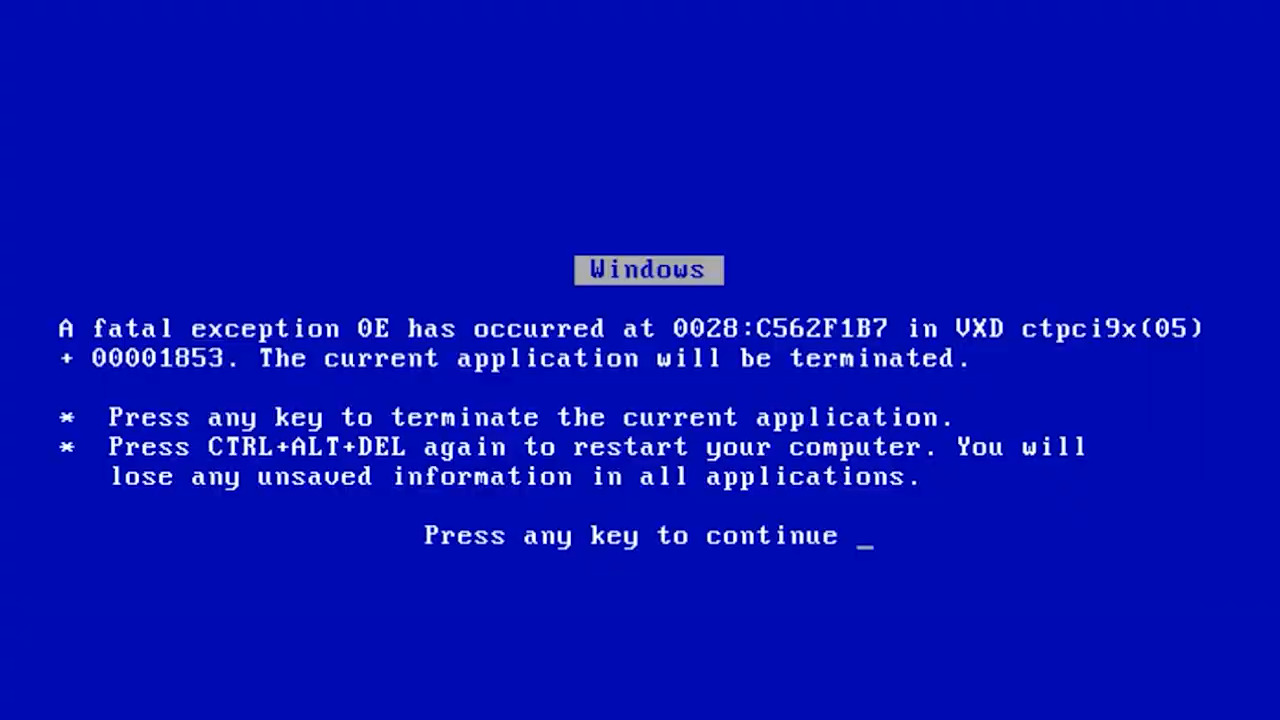 Windows
A fatal exception 0E has occurred at 0028:C562F1B7 in VXD ctpci9x(05)
+ 00001853. The current application will be terminated.
* Press any key to terminate the current application.
* Press CTRL+ALT+DEL again to restart your computer. You will
lose any unsaved information in all applications.
Press any key to continue _